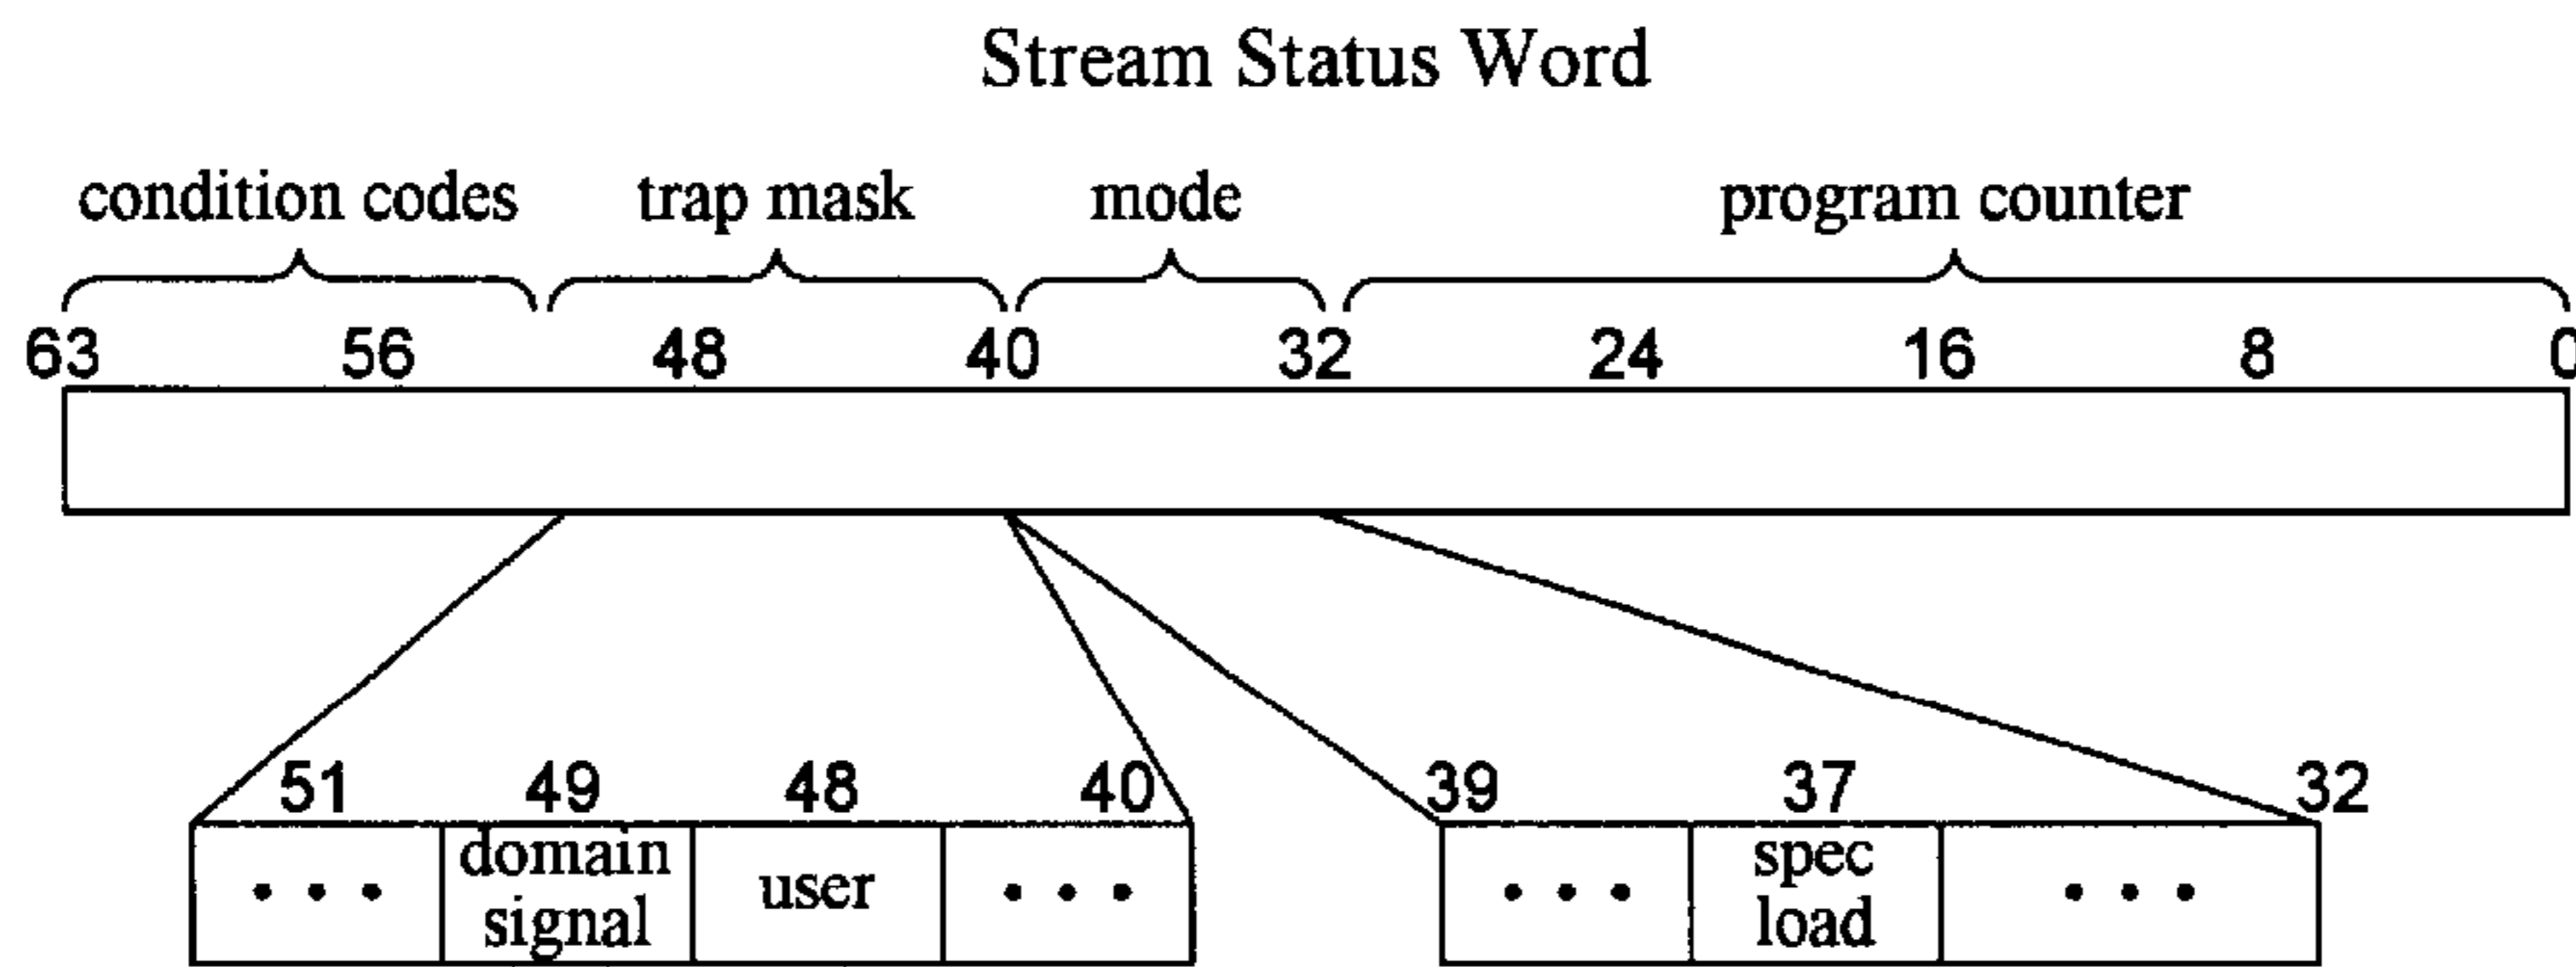 Stream Status Word
condition codes trap mask mode program counter
63 56 48 40 32 24 16 8 0
51 49 48 40 39 37 32
• • • domain signal user • • • • • • spec load • • •